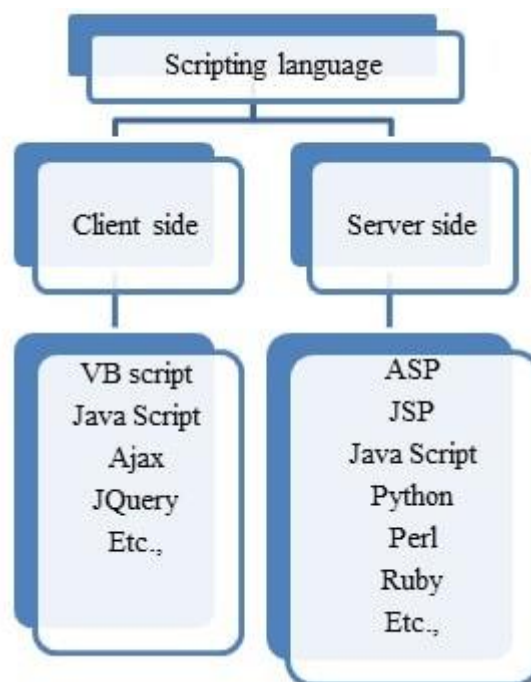 Scripting language
Client side
Server side
VB script
Java Script
Ajax
JQuery
Etc.,
ASP
JSP
Java Script
Python
Perl
Ruby
Etc.,